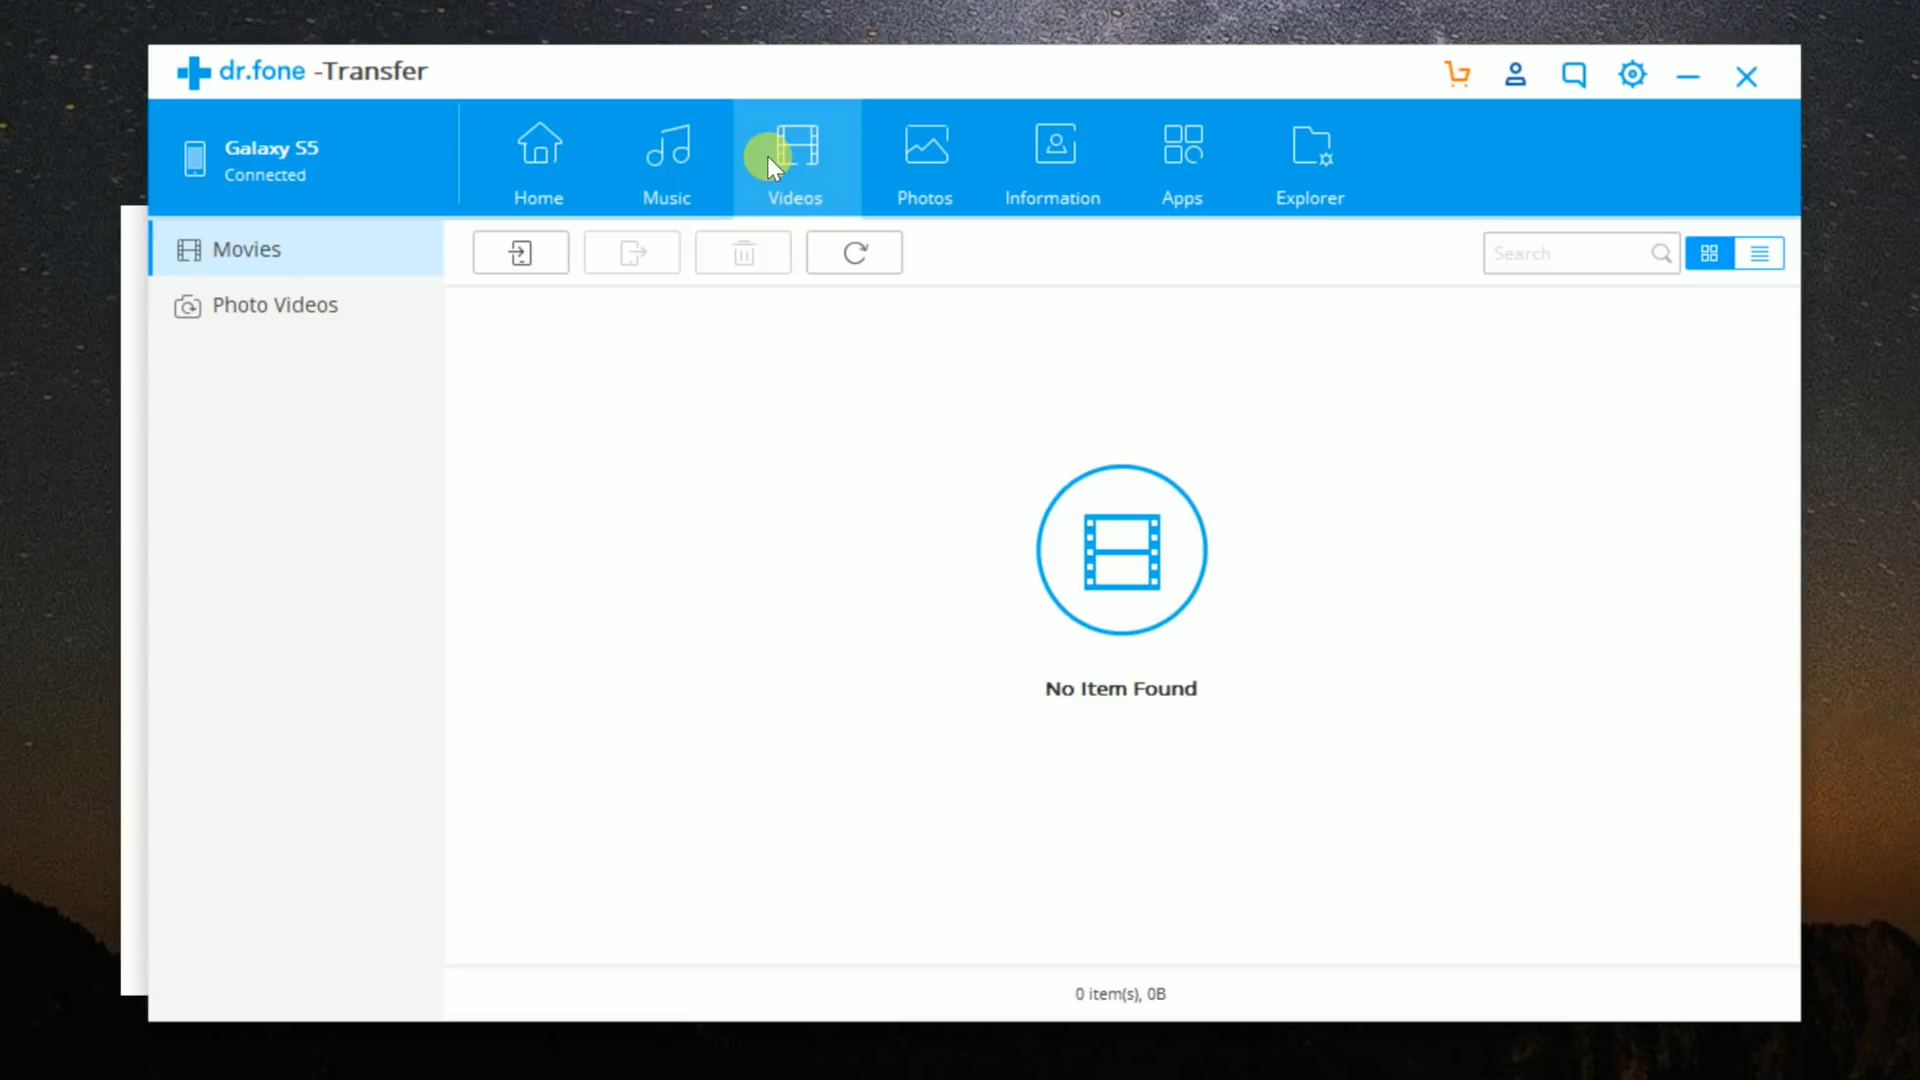 dr.fone -Transfer
Galaxy S5
Connected
Home
Music
Videos
Photos
Information
Apps
Explorer
Movies
Photo Videos
Search
No Item Found
0 item(s), 0B